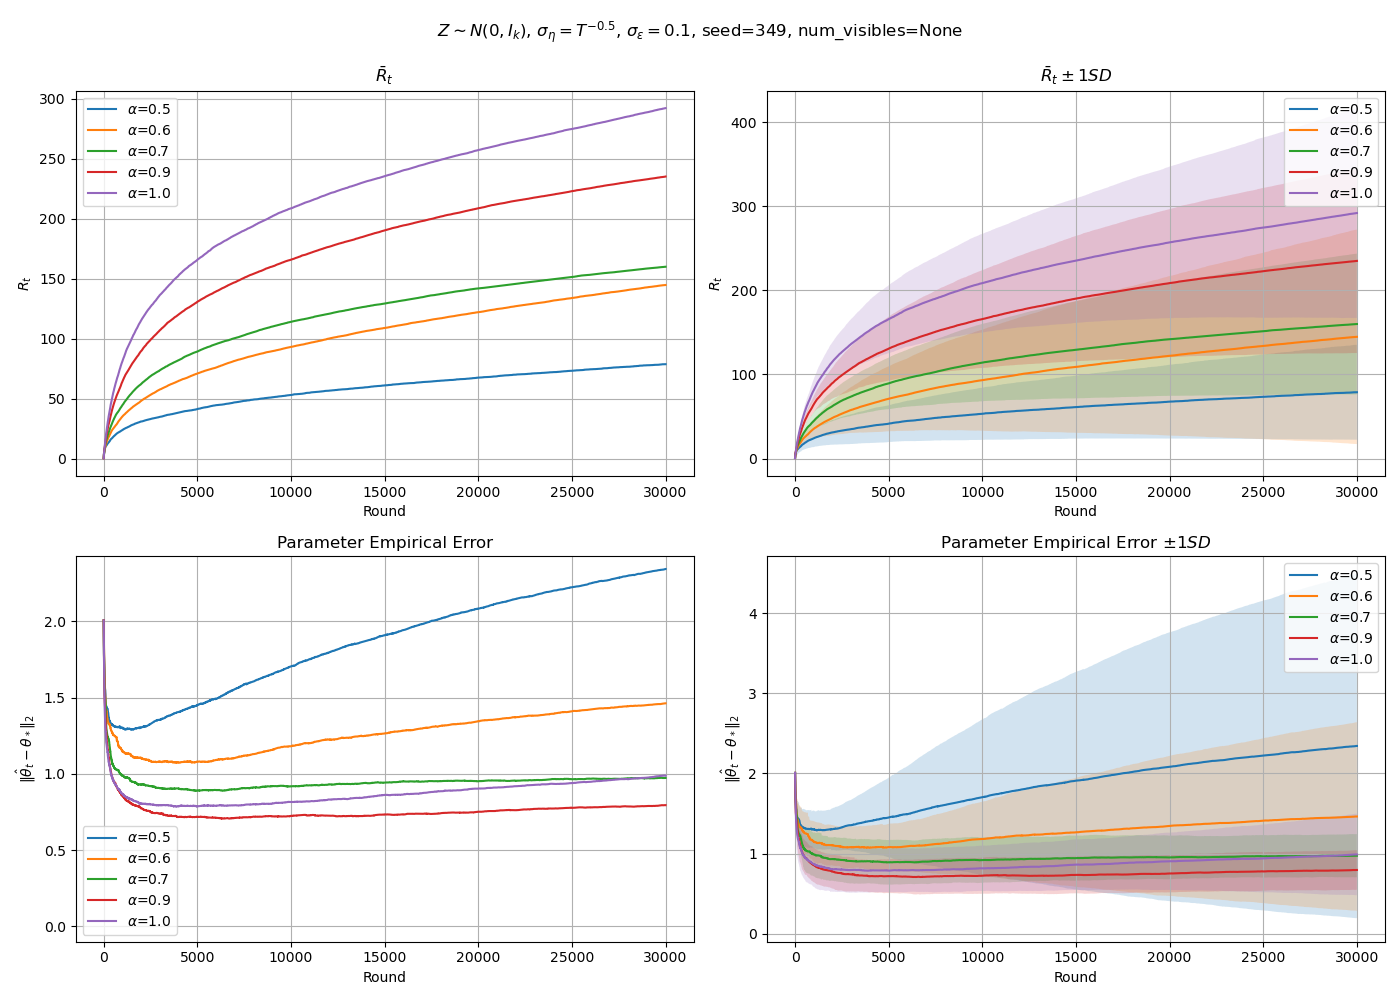 Z ~ N(0, I_k), σ_η = T^{-0.5}, σ_ε = 0.1, seed=349, num_visibles=None
R̄_t
R_t
300
250
200
150
100
50
0
α=0.5
α=0.6
α=0.7
α=0.9
α=1.0
0 5000 10000 15000 20000 25000 30000
Round
R̄_t ± 1SD
R_t
400
300
200
100
0
α=0.5
α=0.6
α=0.7
α=0.9
α=1.0
0 5000 10000 15000 20000 25000 30000
Round
Parameter Empirical Error
‖θ̂_t − θ_*‖_2
2.0
1.5
1.0
0.5
0.0
α=0.5
α=0.6
α=0.7
α=0.9
α=1.0
0 5000 10000 15000 20000 25000 30000
Round
Parameter Empirical Error ±1SD
‖θ̂_t − θ_*‖_2
4
3
2
1
0
α=0.5
α=0.6
α=0.7
α=0.9
α=1.0
0 5000 10000 15000 20000 25000 30000
Round